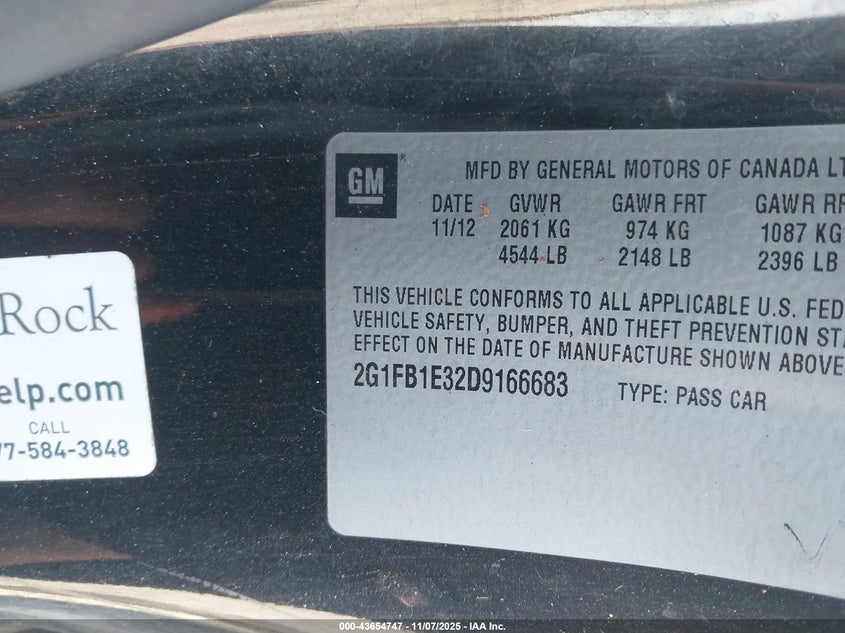 GM
MFD BY GENERAL MOTORS OF CANADA LT
DATE GVWR GAWR FRT GAWR RR
11/12 2061 KG 974 KG 1087 KG
4544 LB 2148 LB 2396 LB
THIS VEHICLE CONFORMS TO ALL APPLICABLE U.S. FED
VEHICLE SAFETY, BUMPER, AND THEFT PREVENTION STA
EFFECT ON THE DATE OF MANUFACTURE SHOWN ABOVE
2G1FB1E32D9166683 TYPE: PASS CAR
Rock
elp.com
CALL
77-584-3848
000-43654747 - 11/07/2025 - IAA Inc.